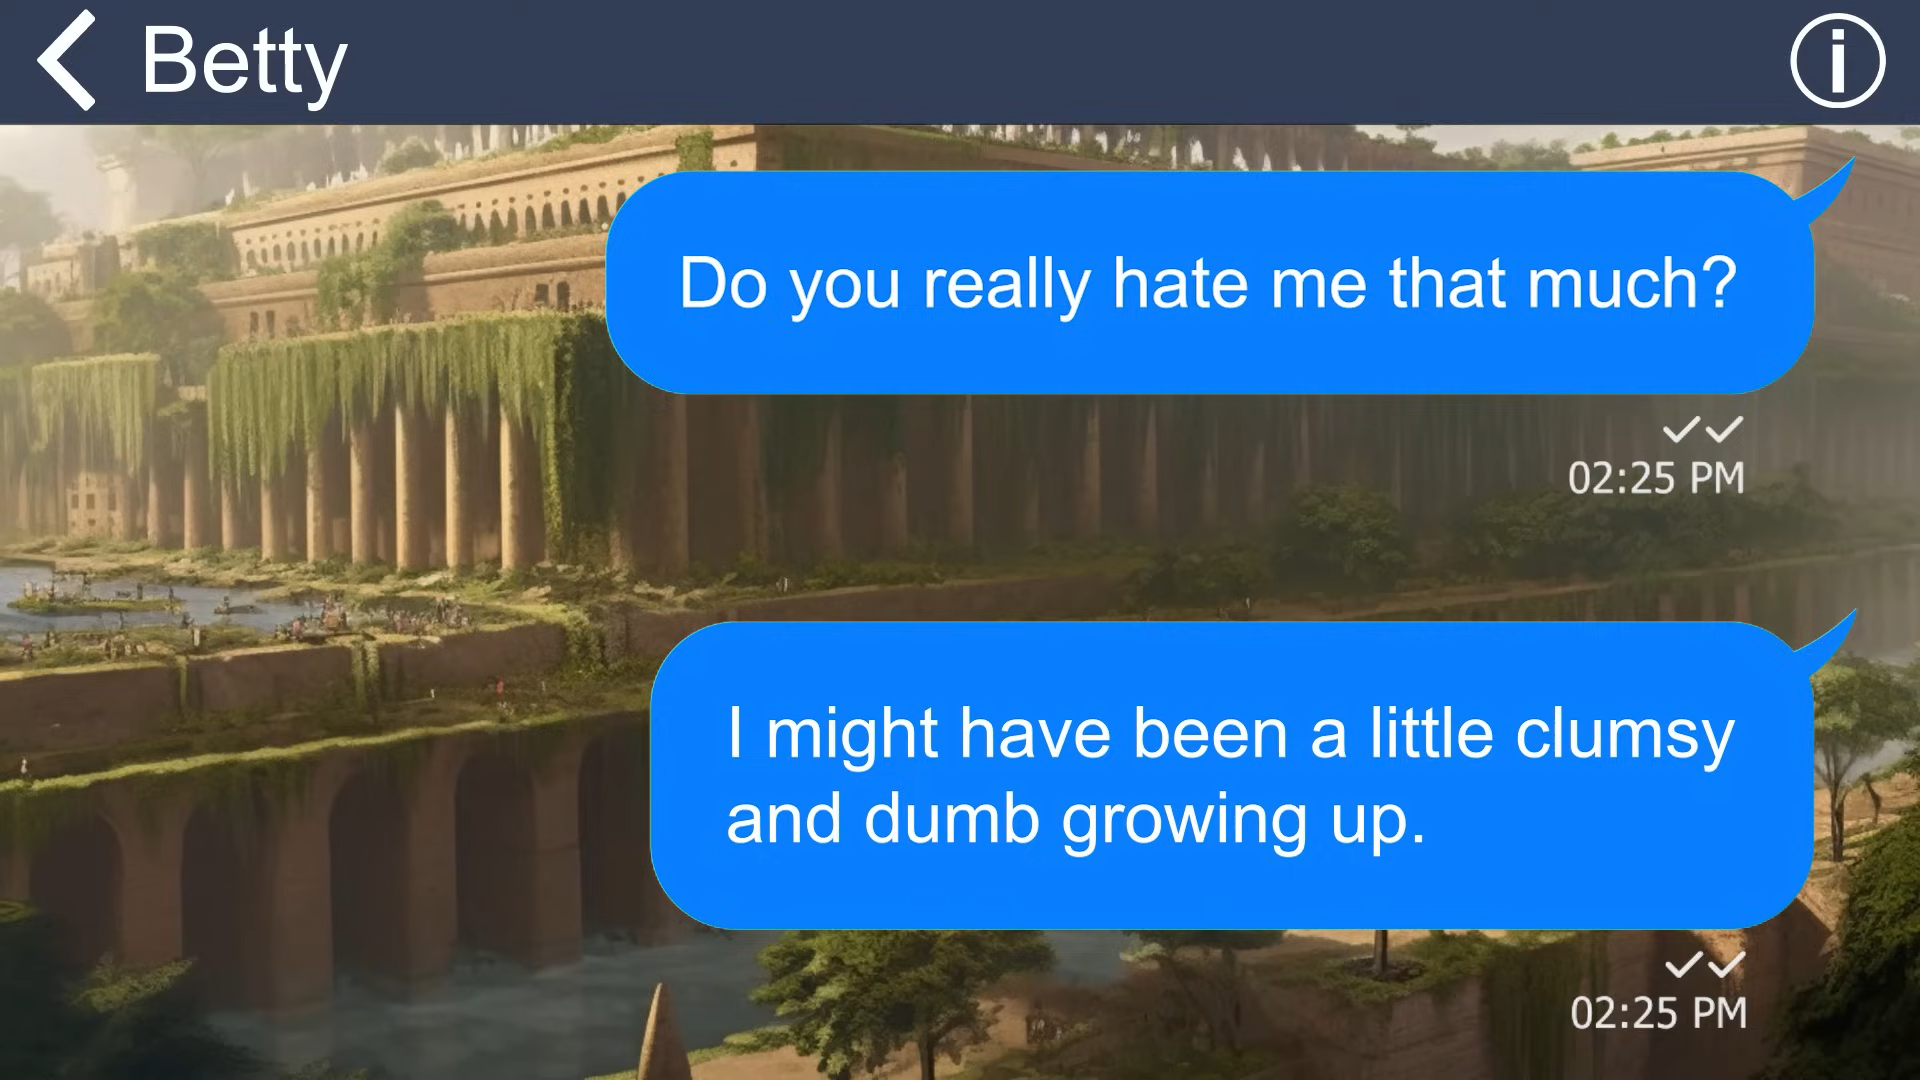 Betty
Do you really hate me that much?
02:25 PM
I might have been a little clumsy
and dumb growing up.
02:25 PM